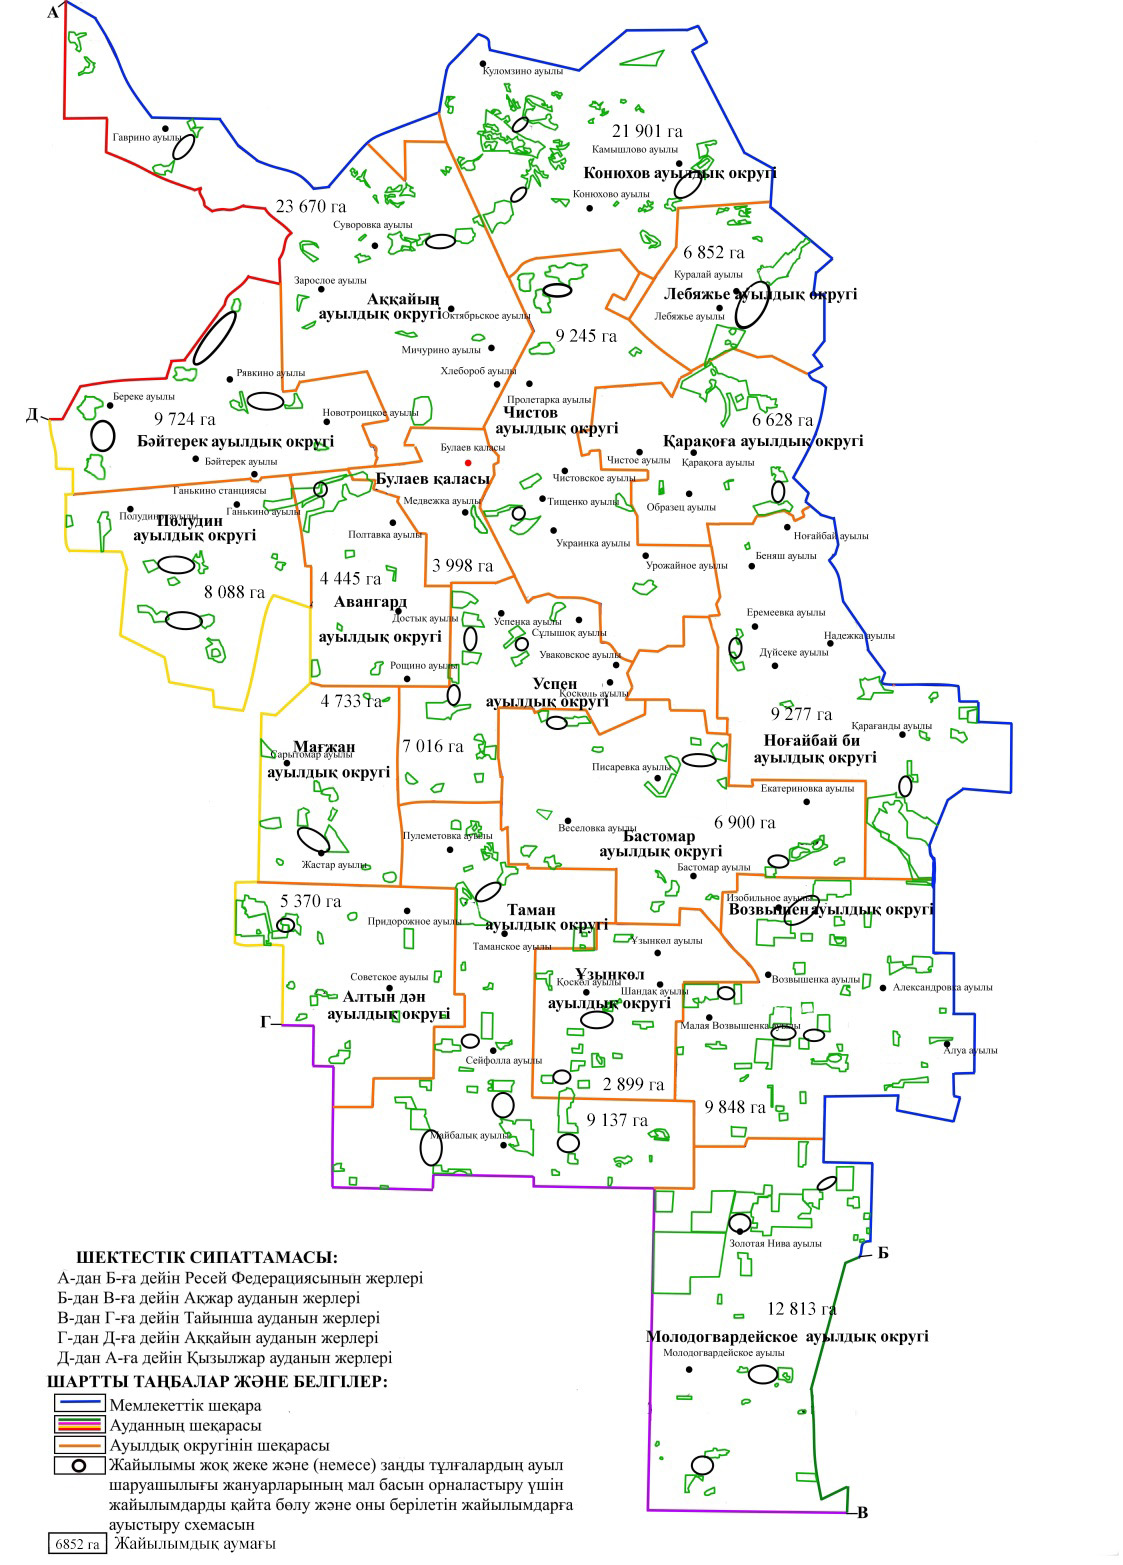 А
Куломзино ауылы
Гаврино ауылы
21 901 га
Камышлово ауылы
Конюхов ауылдық округі
Конюхово ауылы
23 670 га
Суворовка ауылы
6 852 га
Куралай ауылы
Зарослое ауылы
Лебяжье ауылдық округі
Аққайың
ауылдық округі
Октябрьское ауылы
Лебяжье ауылы
9 245 га
Мичурино ауылы
Хлебороб ауылы
Рявкино ауылы
Береке ауылы
Пролетарка ауылы
Д
9 724 га
Новотроицкое ауылы
Чистов
ауылдық округі
6 628 га
Бәйтерек ауылдық округі
Қарақоға ауылдық округі
Булаев қаласы
Бәйтерек ауылы
Чистое ауылы
Қарақоға ауылы
Булаев қаласы
Чистовское ауылы
Ганькино станциясы
Медвежка ауылы
Тищенко ауылы
Образец ауылы
Ганькино ауылы
Полудино ауылы
Полудин
ауылдық округі
Полтавка ауылы
Украинка ауылы
Ноғайбай ауылы
Беняш ауылы
3 998 га
Урожайное ауылы
4 445 га
8 088 га
Авангард
ауылдық округі
Достық ауылы
Успенка ауылы
Сұлышоқ ауылы
Еремеевка ауылы
Надежка ауылы
Уваковское ауылы
Дүйсеке ауылы
Рощино ауылы
Успен
ауылдық округі
Коскөль ауылы
4 733 га
9 277 га
Қарағанды ауылы
Мағжан
ауылдық округі
Сарытомар ауылы
7 016 га
Ноғайбай би
ауылдық округі
Писаревка ауылы
Екатериновка ауылы
6 900 га
Веселовка ауылы
Пулеметовка ауылы
Бастомар
ауылдық округі
Жастар ауылы
Бастомар ауылы
5 370 га
Изобильное ауылы
Возвышен ауылдық округі
Придорожное ауылы
Таман
ауылдық округі
Таманское ауылы
Ұзынкөл ауылы
Советское ауылы
Ұзынкөл
ауылдық округі
Қоскөл ауылы
Шандақ ауылы
Возвышенка ауылы
Александровка ауылы
Алтын дән
ауылдық округі
Г
Малая Возвышенка ауылы
Сейфолла ауылы
Алуа ауылы
2 899 га
9 848 га
9 137 га
Майбалық ауылы
Золотая Нива ауылы
Б
12 813 га
Молодогвардейское ауылдық округі
Молодогвардейское ауылы
В
ШЕКТЕСТІК СИПАТТАМАСЫ:
А-дан Б-ға дейін Ресей Федерациясынын жерлері
Б-дан В-ға дейін Ақжар ауданын жерлері
В-дан Г-ға дейін Тайынша ауданын жерлері
Г-дан Д-ға дейін Аққайын ауданын жерлері
Д-дан А-ға дейін Қызылжар ауданын жерлері
ШАРТТЫ ТАҢБАЛАР ЖӘНЕ БЕЛГІЛЕР:
Мемлекеттік шеқара
Ауданның шеқарасы
Ауылдық округінін шеқарасы
Жайылымы жоқ жеке және (немесе) заңды тұлғалардың ауыл
шаруашылығы жануарларының мал басын орналастыру үшін
жайылымдарды қайта бөлу және оны берілетін жайылымдарға
ауыстыру схемасын
6852 га Жайылымдық аумағы